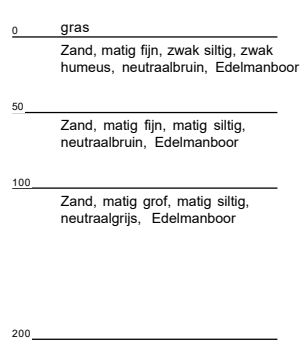 0 gras
Zand, matig fijn, zwak siltig, zwak
humeus, neutraalbruin, Edelmanboor
50
Zand, matig fijn, matig siltig,
neutraalbruin, Edelmanboor
100
Zand, matig grof, matig siltig,
neutraalgrijs, Edelmanboor
200